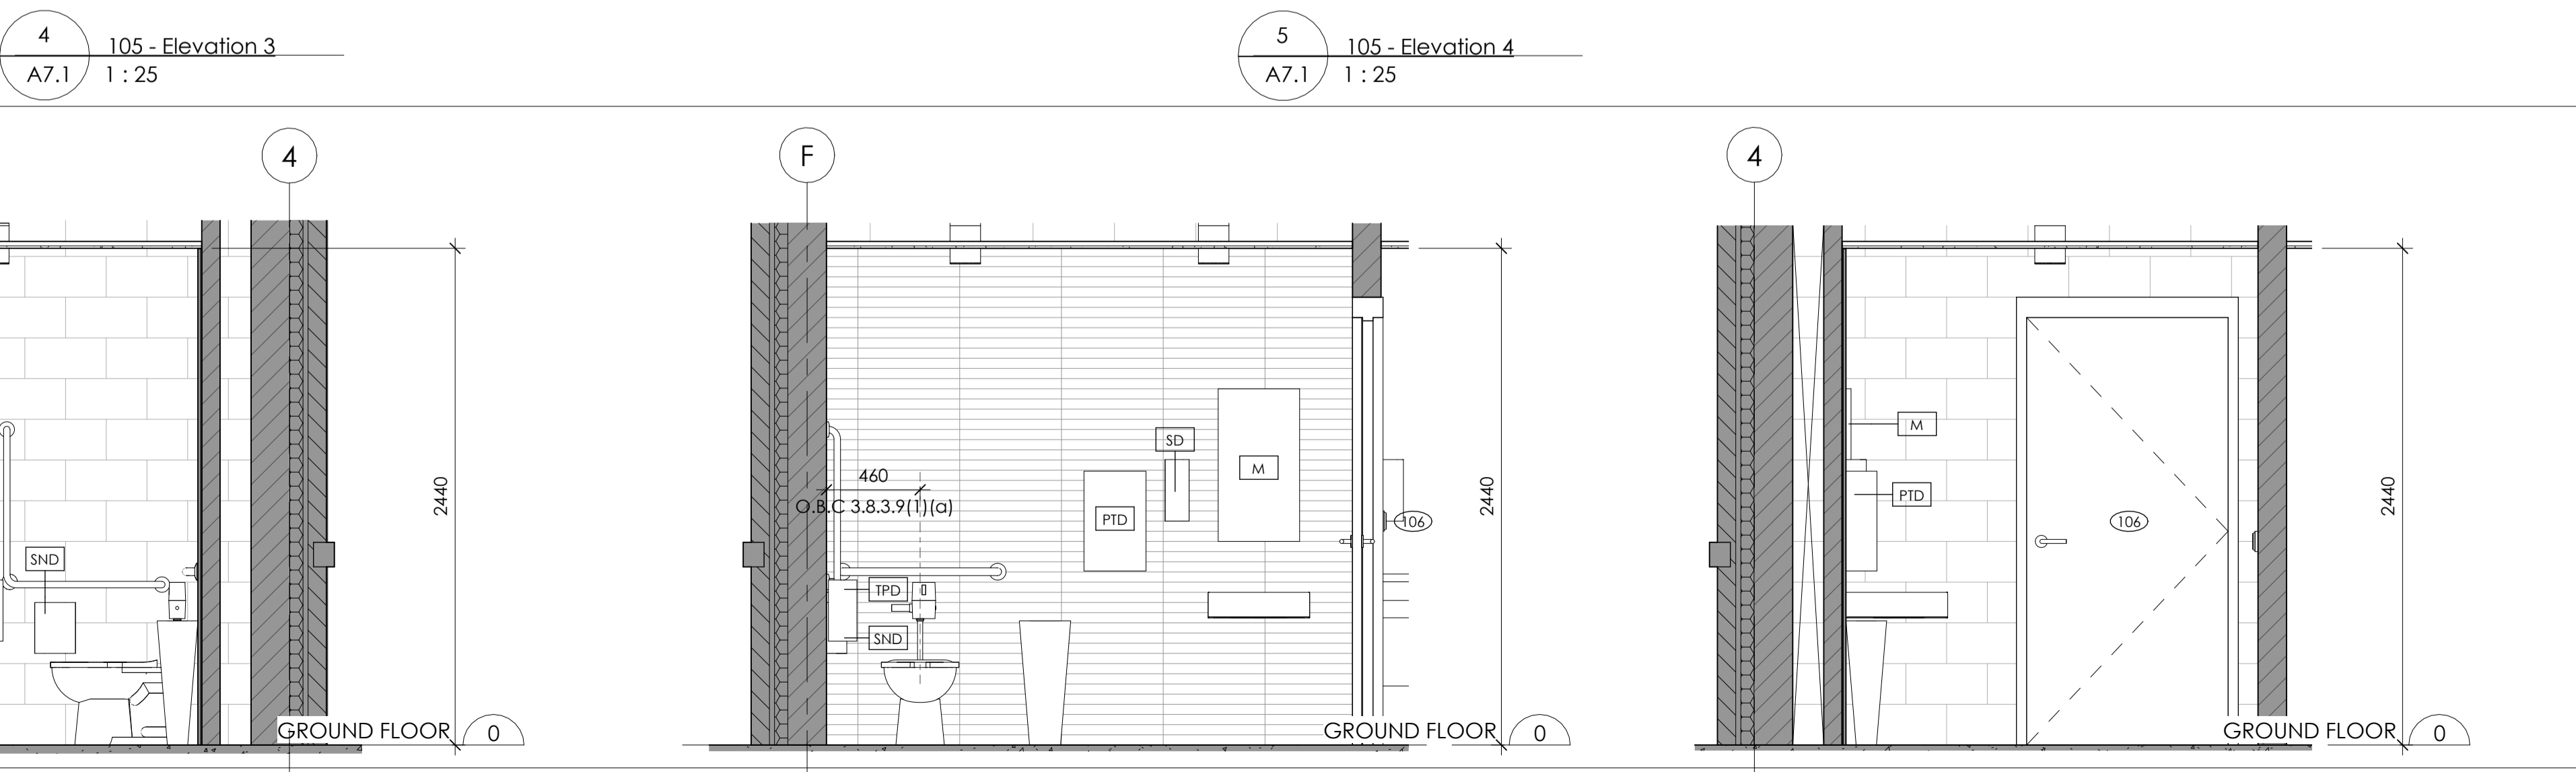 4
105 - Elevation 3
A7.1
1 : 25
5
105 - Elevation 4
A7.1
1 : 25
4
SND
2440
GROUND FLOOR
0
F
460
O.B.C 3.8.3.9(1)(a)
TPD
SND
PTD
SD
M
106
2440
GROUND FLOOR
0
4
M
PTD
106
2440
GROUND FLOOR
0